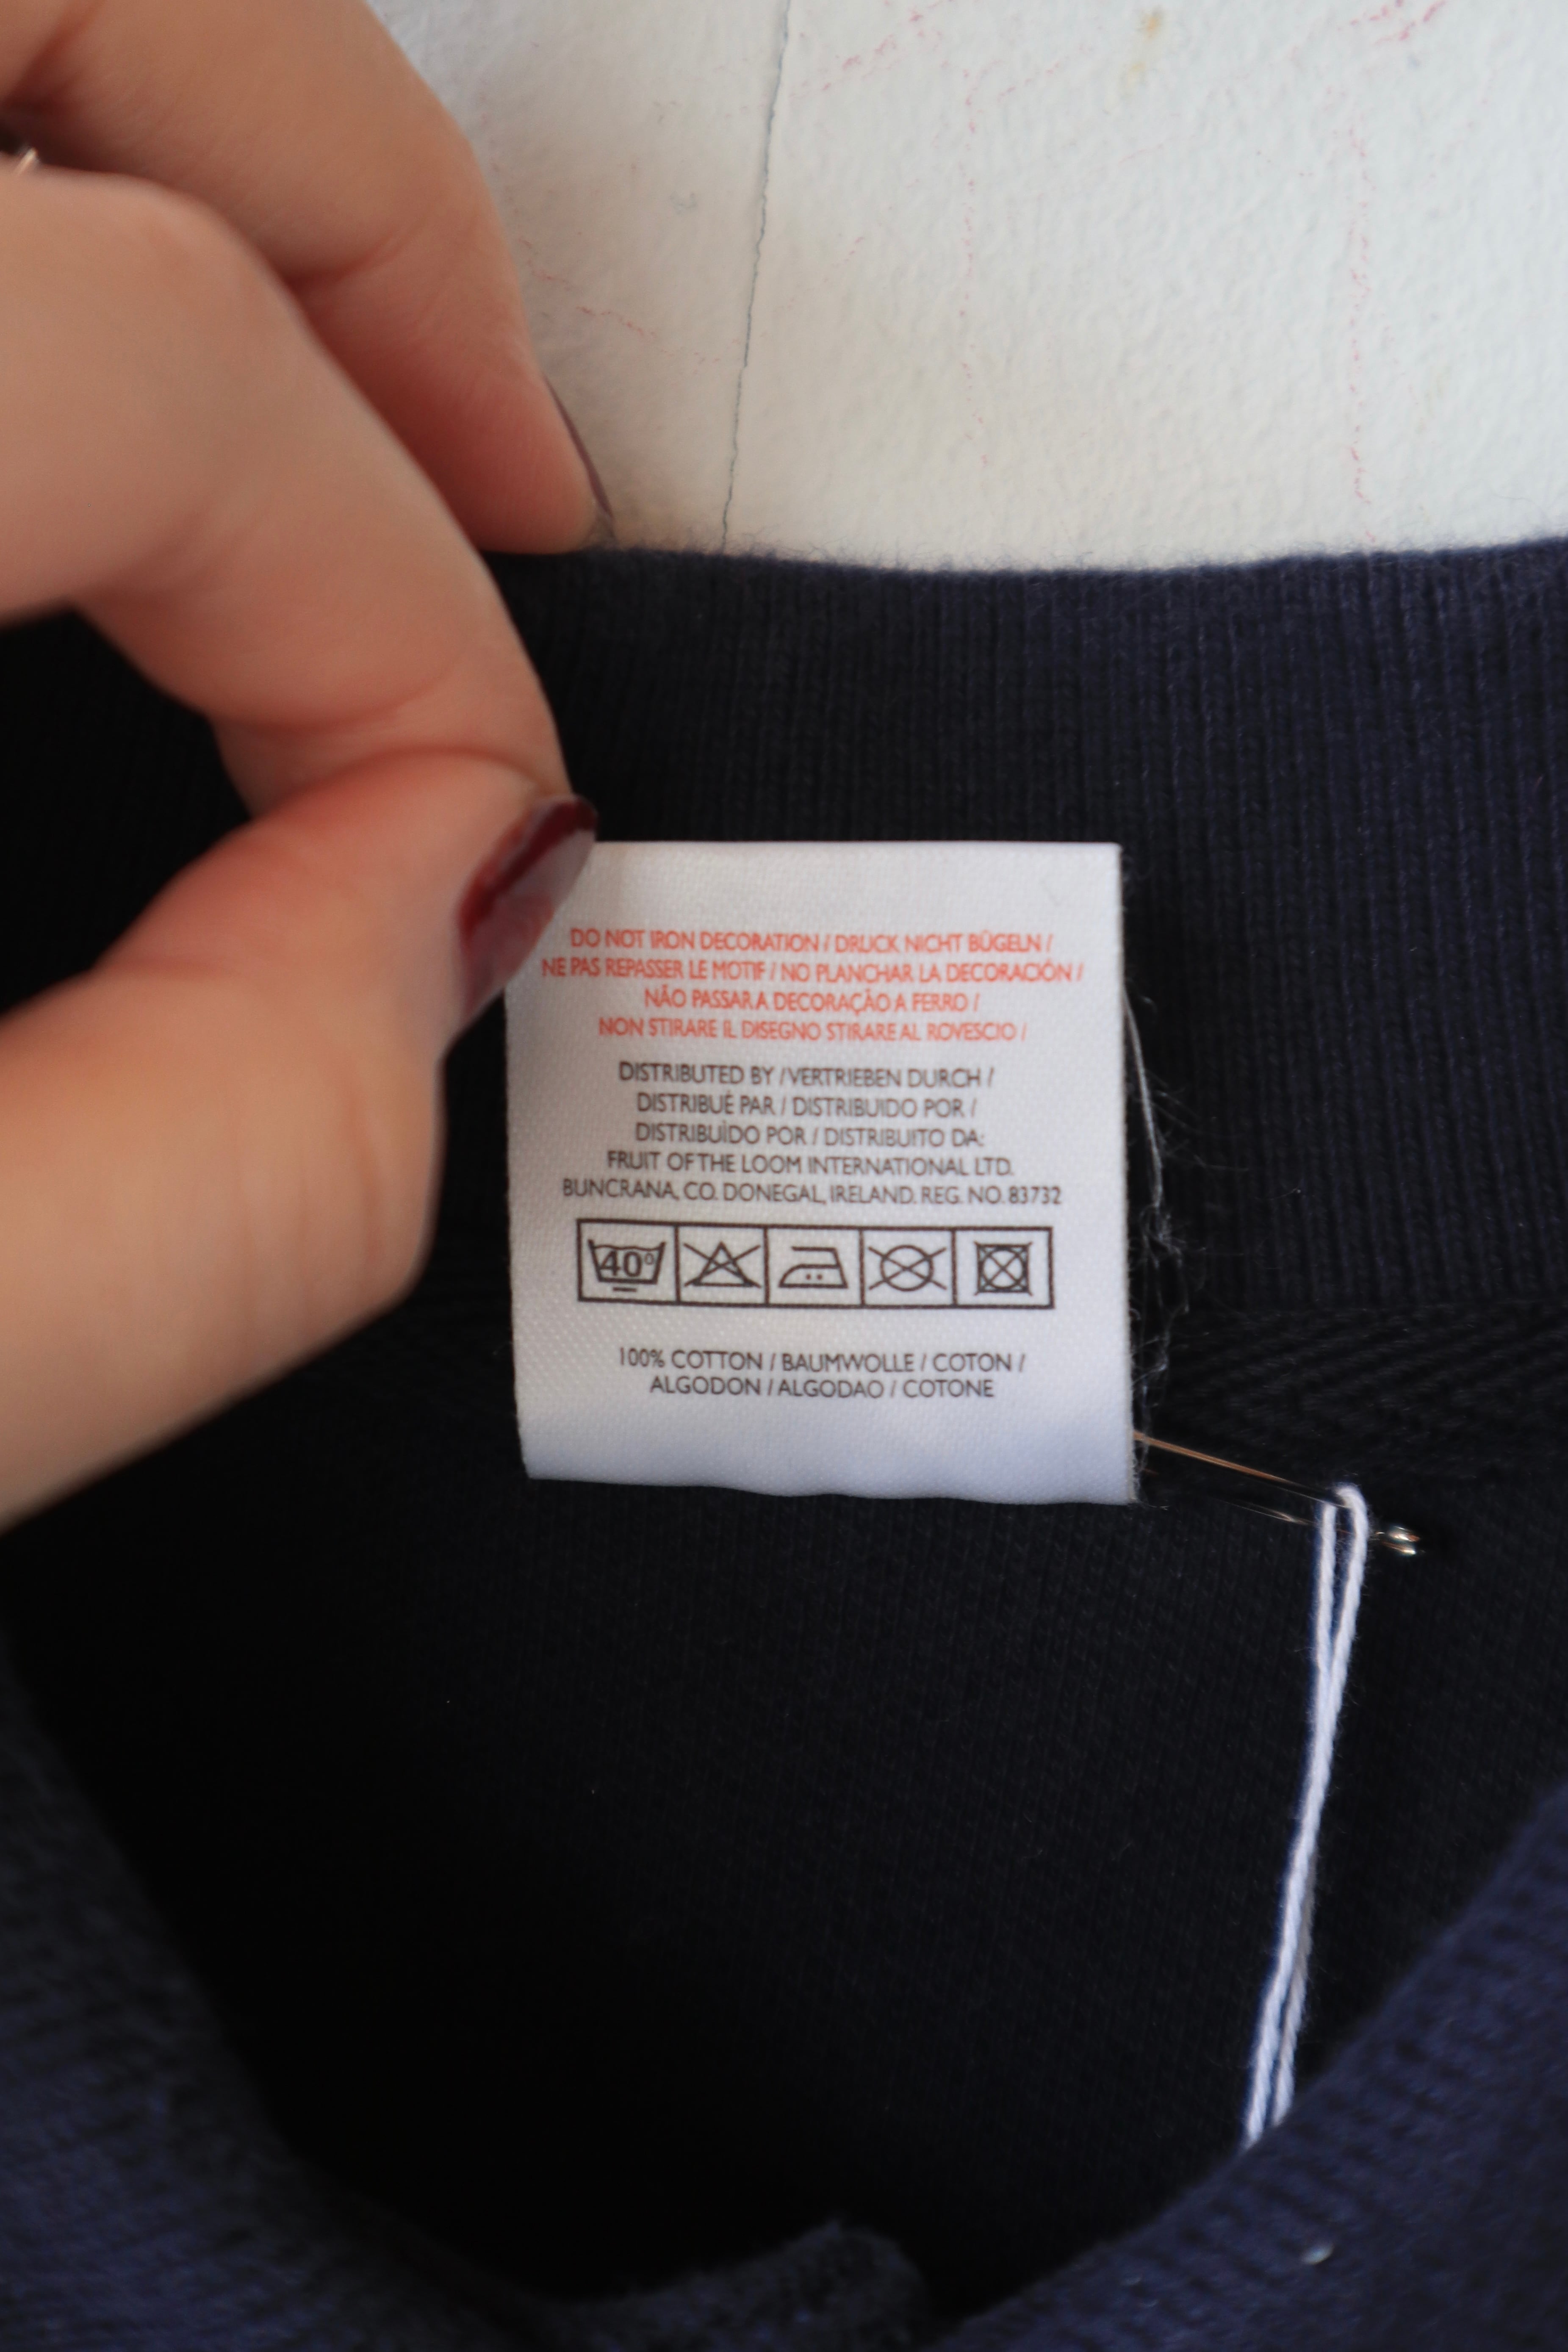 DO NOT IRON DECORATION / DRUCK NICHT BÜGELN /
NE PAS REPASSER LE MOTIF / NO PLANCHAR LA DECORACIÓN /
NÃO PASSAR A DECORAÇÃO A FERRO /
NON STIRARE IL DISEGNO STIRARE AL ROVESCIO /
DISTRIBUTED BY / VERTRIEBEN DURCH /
DISTRIBUÉ PAR / DISTRIBUIDO POR /
DISTRIBUÌDO POR / DISTRIBUITO DA:
FRUIT OF THE LOOM INTERNATIONAL LTD.
BUNCRANA, CO. DONEGAL, IRELAND. REG. NO. 83732
40°
100% COTTON / BAUMWOLLE / COTON /
ALGODON / ALGODAO / COTONE